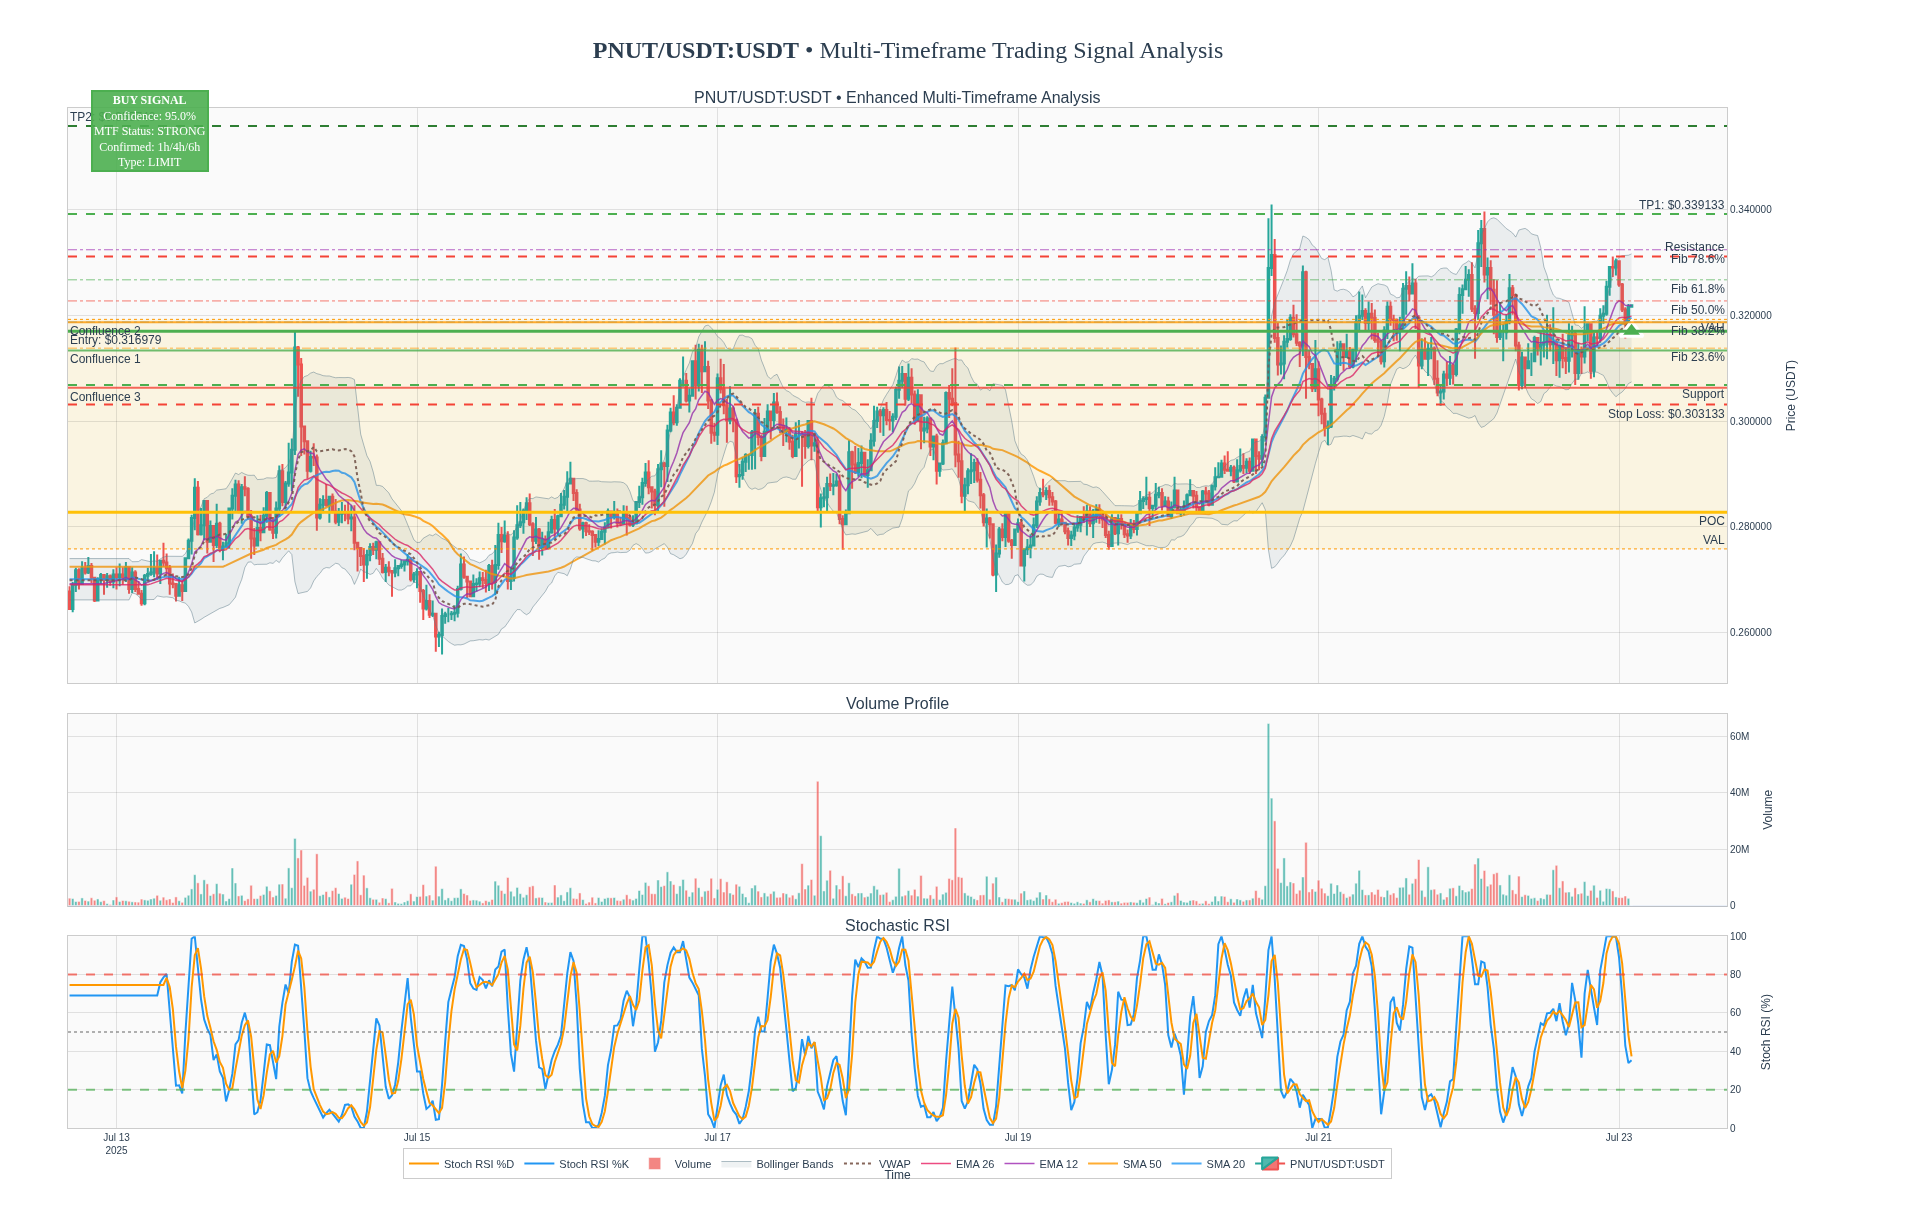 PNUT/USDT:USDT • Multi-Timeframe Trading Signal Analysis
PNUT/USDT:USDT • Enhanced Multi-Timeframe Analysis
BUY SIGNAL
Confidence: 95.0%
MTF Status: STRONG
Confirmed: 1h/4h/6h
Type: LIMIT
TP2
TP1: $0.339133
Resistance
Fib 78.6%
Fib 61.8%
Fib 50.0%
VAH
Fib 38.2%
Fib 23.6%
Support
Stop Loss: $0.303133
POC
VAL
Confluence 2
Entry: $0.316979
Confluence 1
Confluence 3
0.340000
0.320000
0.300000
0.280000
0.260000
Price (USDT)
Volume Profile
60M
40M
20M
0
Volume
Stochastic RSI
100
80
60
40
20
0
Stoch RSI (%)
Jul 13
2025
Jul 15
Jul 17
Jul 19
Jul 21
Jul 23
Time
Stoch RSI %D
Stoch RSI %K
Volume
Bollinger Bands
VWAP
EMA 26
EMA 12
SMA 50
SMA 20
PNUT/USDT:USDT